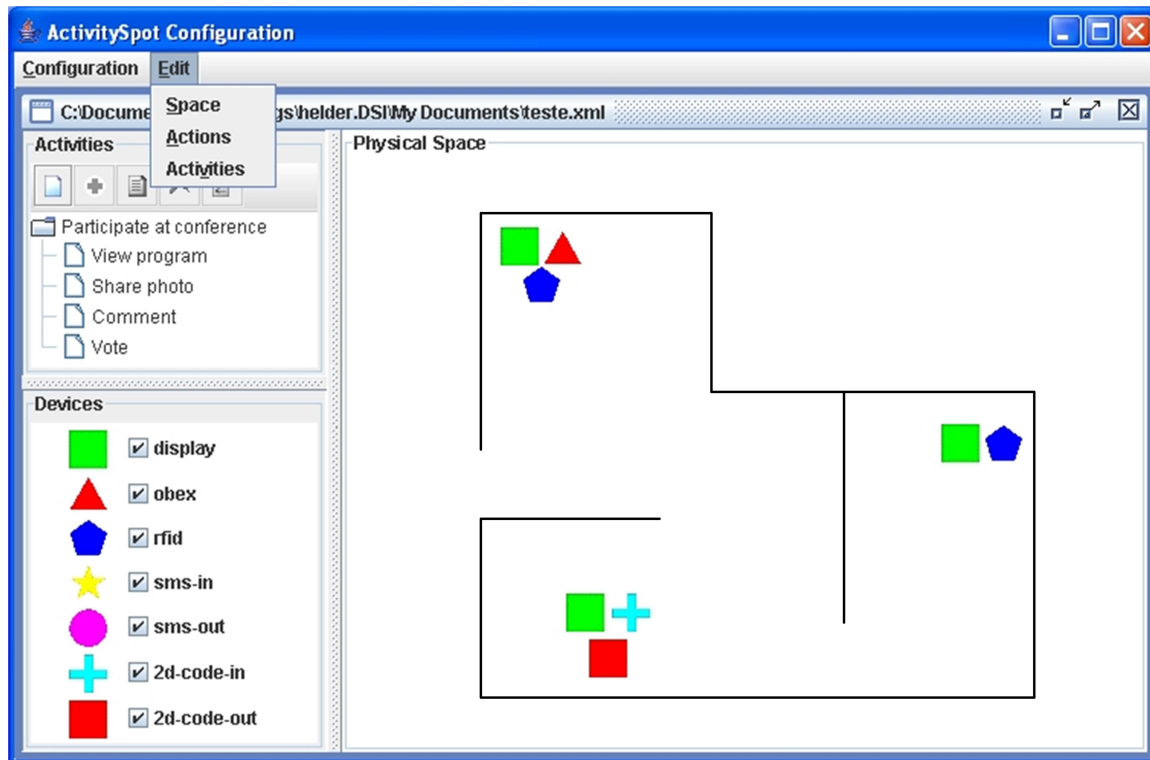 ActivitySpot Configuration
Configuration Edit
Space
Actions
Activities
C:\Docume gs\helder.DSI\My Documents\teste.xml
Activities
Participate at conference
View program
Share photo
Comment
Vote
Devices
display
obex
rfid
sms-in
sms-out
2d-code-in
2d-code-out
Physical Space